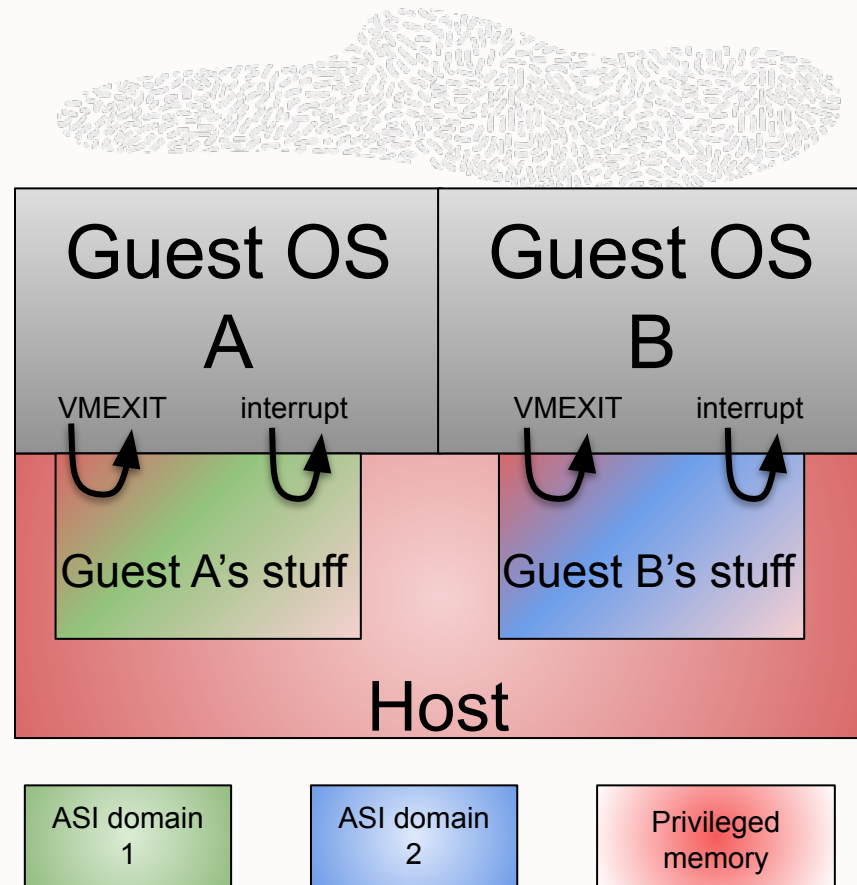 Guest OS
A
Guest OS
B
VMEXIT
interrupt
VMEXIT
interrupt
Guest A's stuff
Guest B's stuff
Host
ASI domain
1
ASI domain
2
Privileged
memory